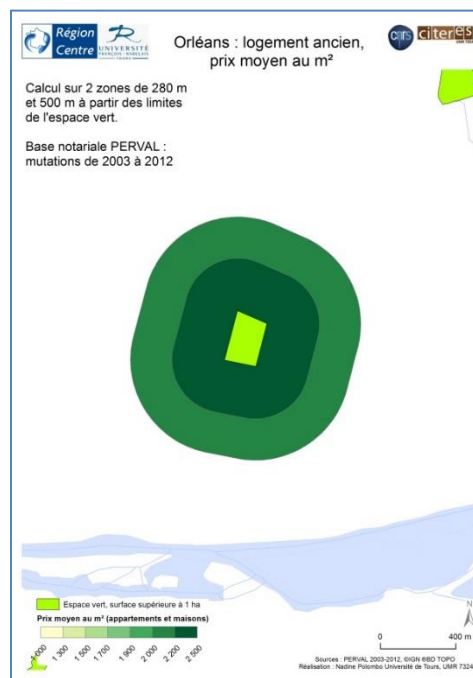 Région
Centre
UNIVERSITÉ
FRANÇOIS - RABELAIS
TOURS
Orléans : logement ancien,
prix moyen au m²
cnrs
citeres
Calcul sur 2 zones de 280 m
et 500 m à partir des limites
de l'espace vert.
Base notariale PERVAL :
mutations de 2003 à 2012
Espace vert, surface supérieure à 1 ha
Prix moyen au m² (appartements et maisons)
1 000
1 300
1 500
1 700
1 900
2 000
2 200
2 500
N
0
400 m
Sources : PERVAL 2003-2012, ©IGN ©BD TOPO
Réalisation : Nadine Polombo Université de Tours, UMR 7324